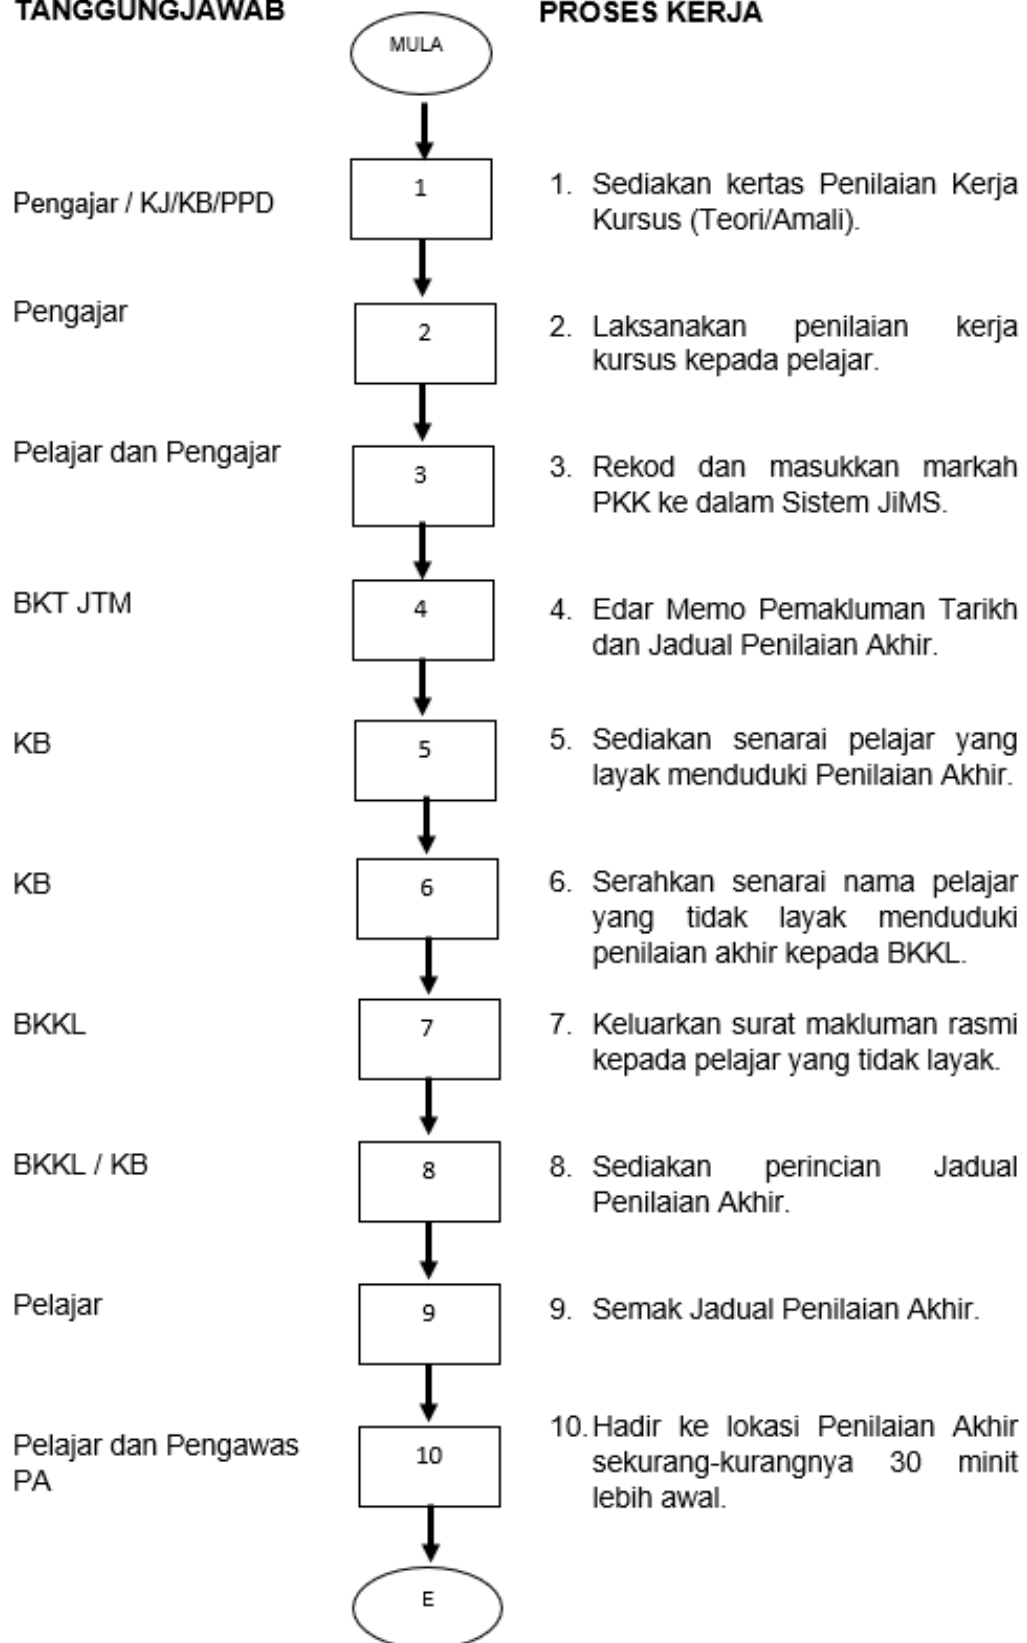 TANGGUNGJAWAB
PROSES KERJA
MULA
Pengajar / KJ/KB/PPD
1
1. Sediakan kertas Penilaian Kerja
Kursus (Teori/Amali).
Pengajar
2
2. Laksanakan penilaian kerja
kursus kepada pelajar.
Pelajar dan Pengajar
3
3. Rekod dan masukkan markah
PKK ke dalam Sistem JiMS.
BKT JTM
4
4. Edar Memo Pemakluman Tarikh
dan Jadual Penilaian Akhir.
KB
5
5. Sediakan senarai pelajar yang
layak menduduki Penilaian Akhir.
KB
6
6. Serahkan senarai nama pelajar
yang tidak layak menduduki
penilaian akhir kepada BKKL.
BKKL
7
7. Keluarkan surat makluman rasmi
kepada pelajar yang tidak layak.
BKKL / KB
8
8. Sediakan perincian Jadual
Penilaian Akhir.
Pelajar
9
9. Semak Jadual Penilaian Akhir.
Pelajar dan Pengawas
PA
10
10. Hadir ke lokasi Penilaian Akhir
sekurang-kurangnya 30 minit
lebih awal.
E